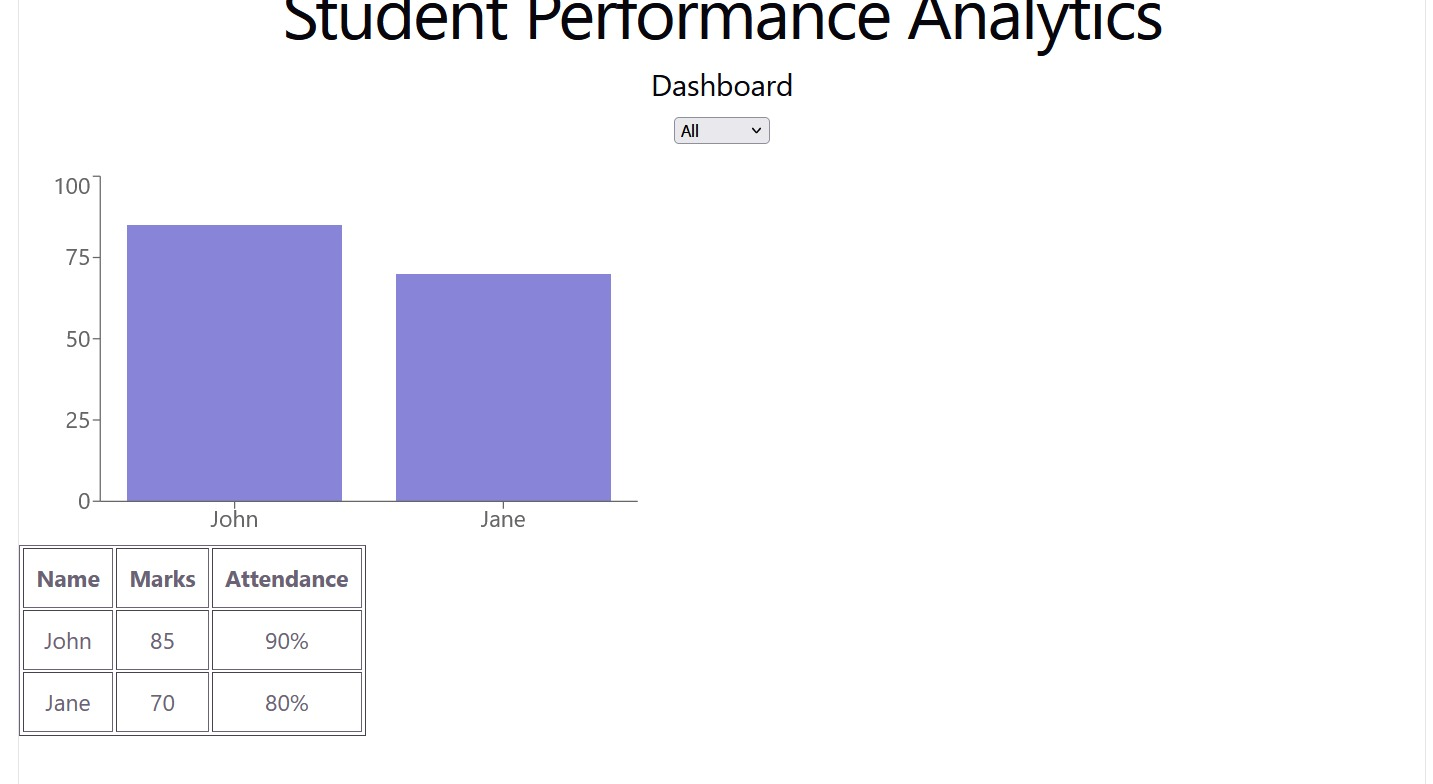 Student Performance Analytics
Dashboard
All
100
75
50
25
0
John Jane
Name Marks Attendance
John 85 90%
Jane 70 80%